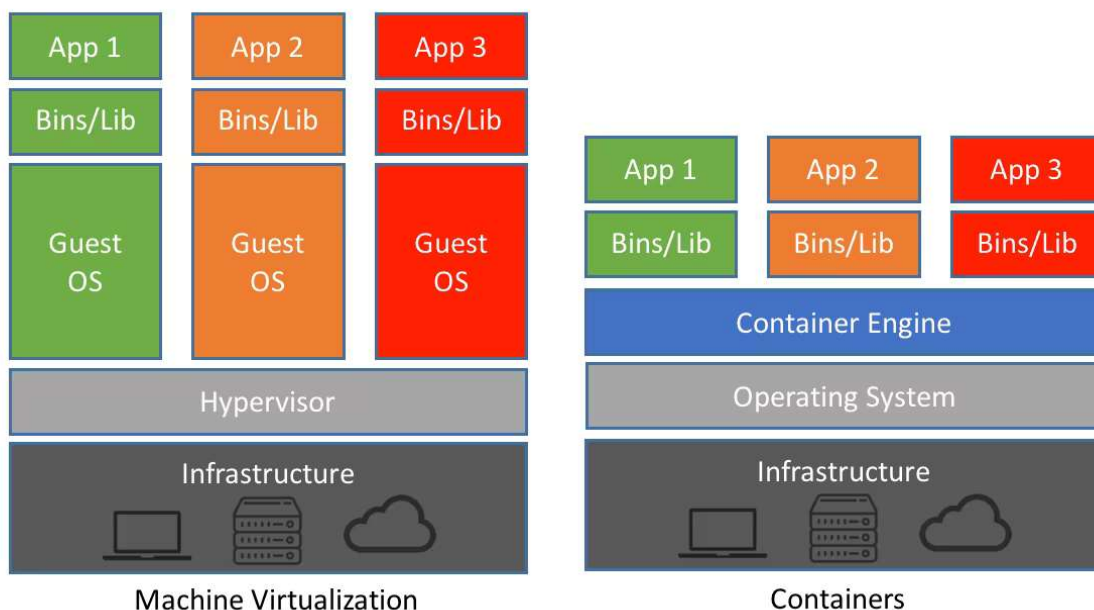 App 1
App 2
App 3
Bins/Lib
Bins/Lib
Bins/Lib
Guest
OS
Guest
OS
Guest
OS
Hypervisor
Infrastructure
Machine Virtualization
App 1
App 2
App 3
Bins/Lib
Bins/Lib
Bins/Lib
Container Engine
Operating System
Infrastructure
Containers